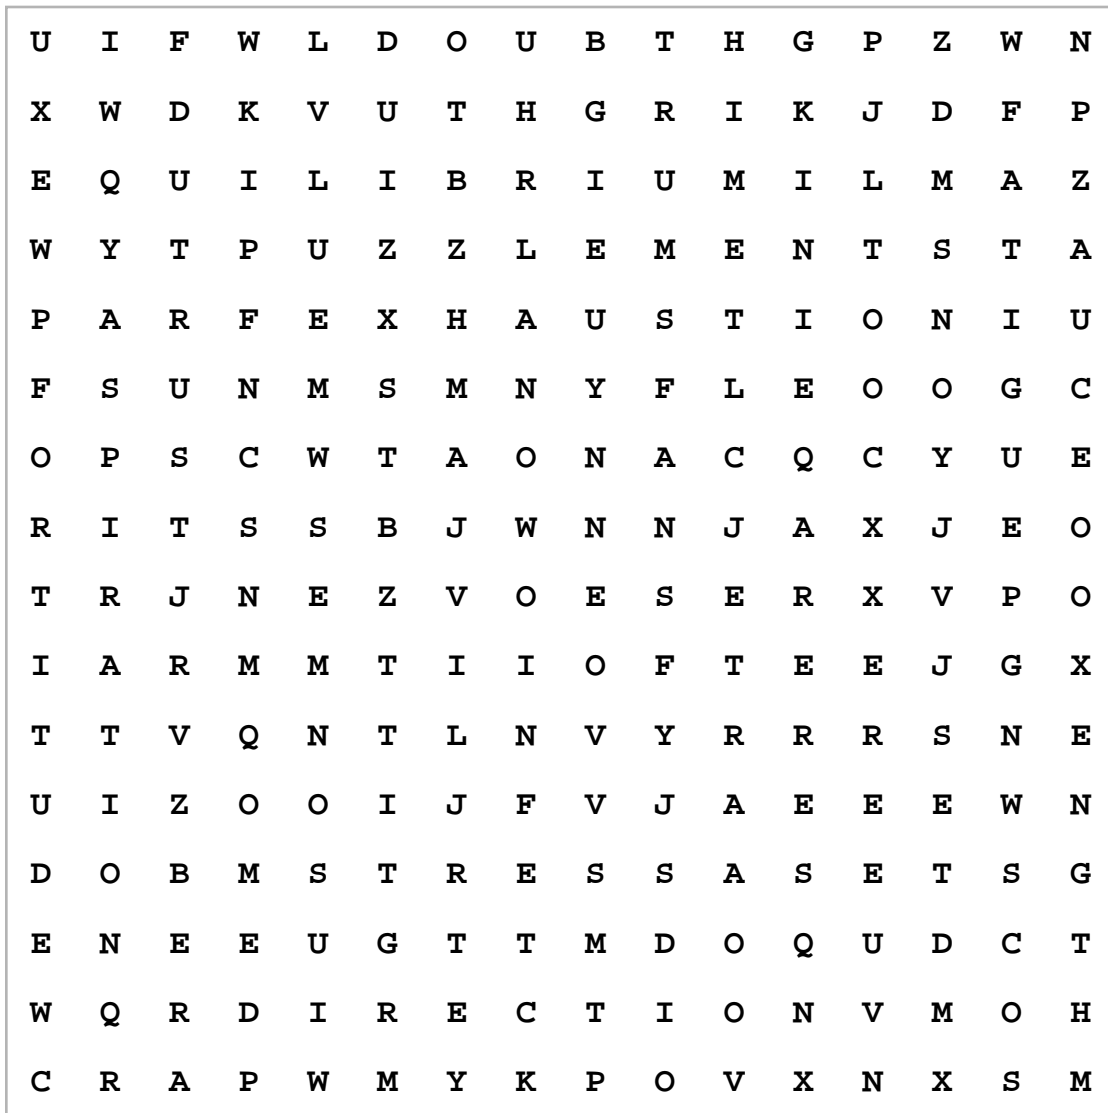 U I F W L D O U B T H G P Z W N
X W D K V U T H G R I K J D F P
E Q U I L I B R I U M I L M A Z
W Y T P U Z Z L E M E N T S T A
P A R F E X H A U S T I O N I U
F S U N M S M N Y F L E O O G C
O P S C W T A O N A C Q C Y U E
R I T S S B J W N N J A X J E O
T R J N E Z V O E S E R X V P O
I A R M M T I I O F T E E J G X
T T V Q N T L N V Y R R R S N E
U I Z O O I J F V J A E E E W N
D O B M S T R E S S A S E T S G
E N E E U G T T M D O Q U D C T
W Q R D I R E C T I O N V M O H
C R A P W M Y K P O V X N X S M